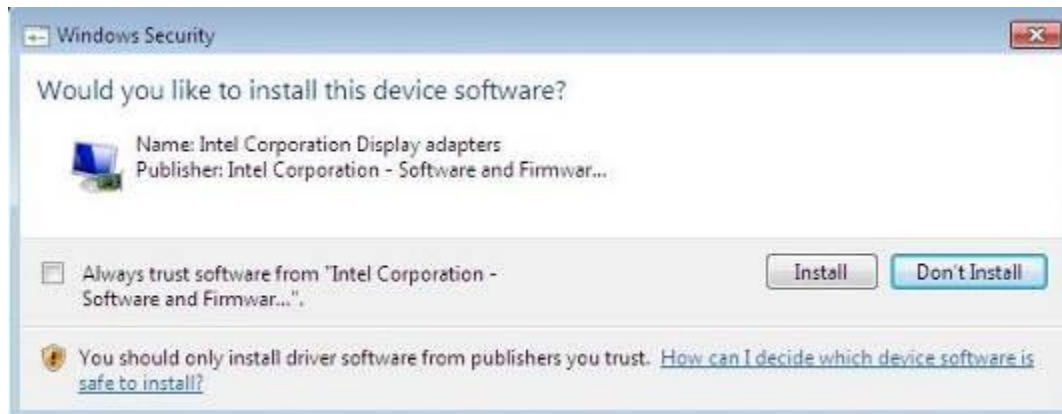 Windows Security
Would you like to install this device software?
Name: Intel Corporation Display adapters
Publisher: Intel Corporation - Software and Firmwar...
Always trust software from "Intel Corporation -
Software and Firmwar...".
Install
Don't Install
You should only install driver software from publishers you trust. How can I decide which device software is
safe to install?